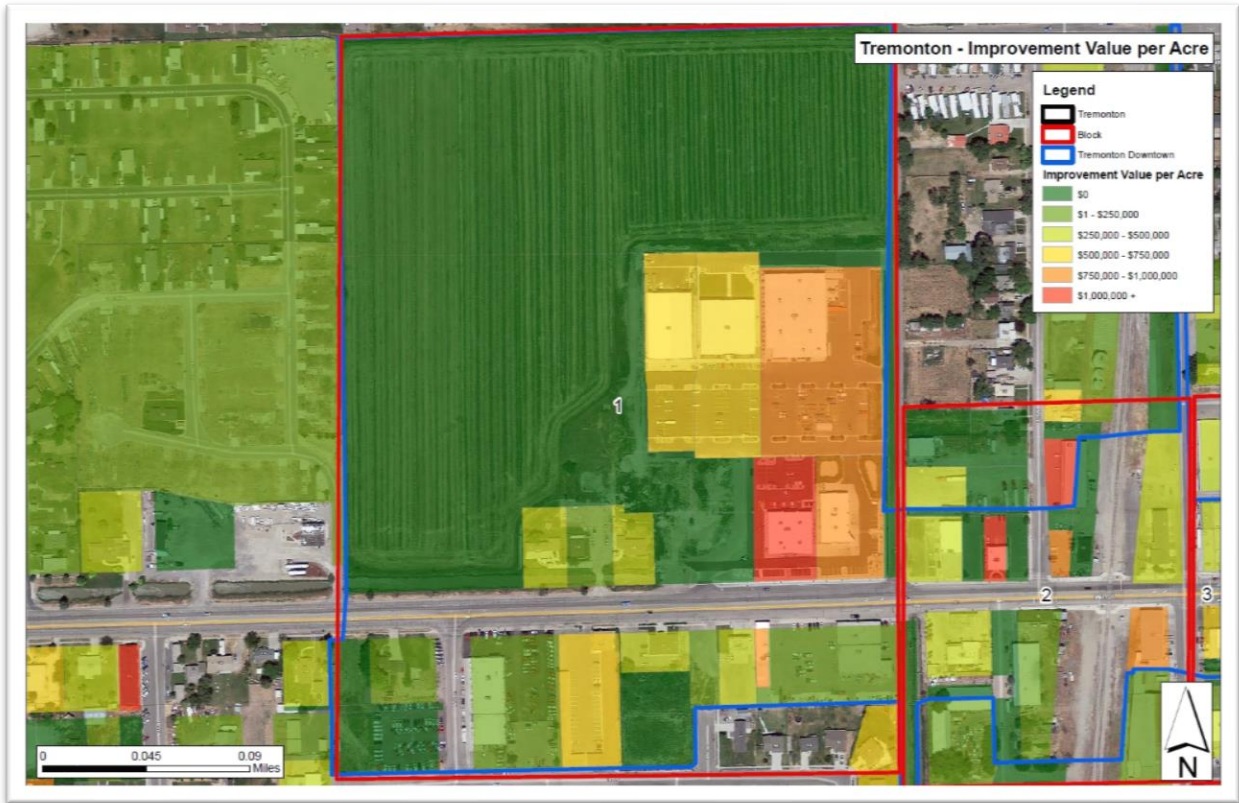 Tremonton - Improvement Value per Acre
Legend
Tremonton
Block
Tremonton Downtown
Improvement Value per Acre
$0
$1 - $250,000
$250,000 - $500,000
$500,000 - $750,000
$750,000 - $1,000,000
$1,000,000 +
1
2
3
0 0.045 0.09
Miles
N